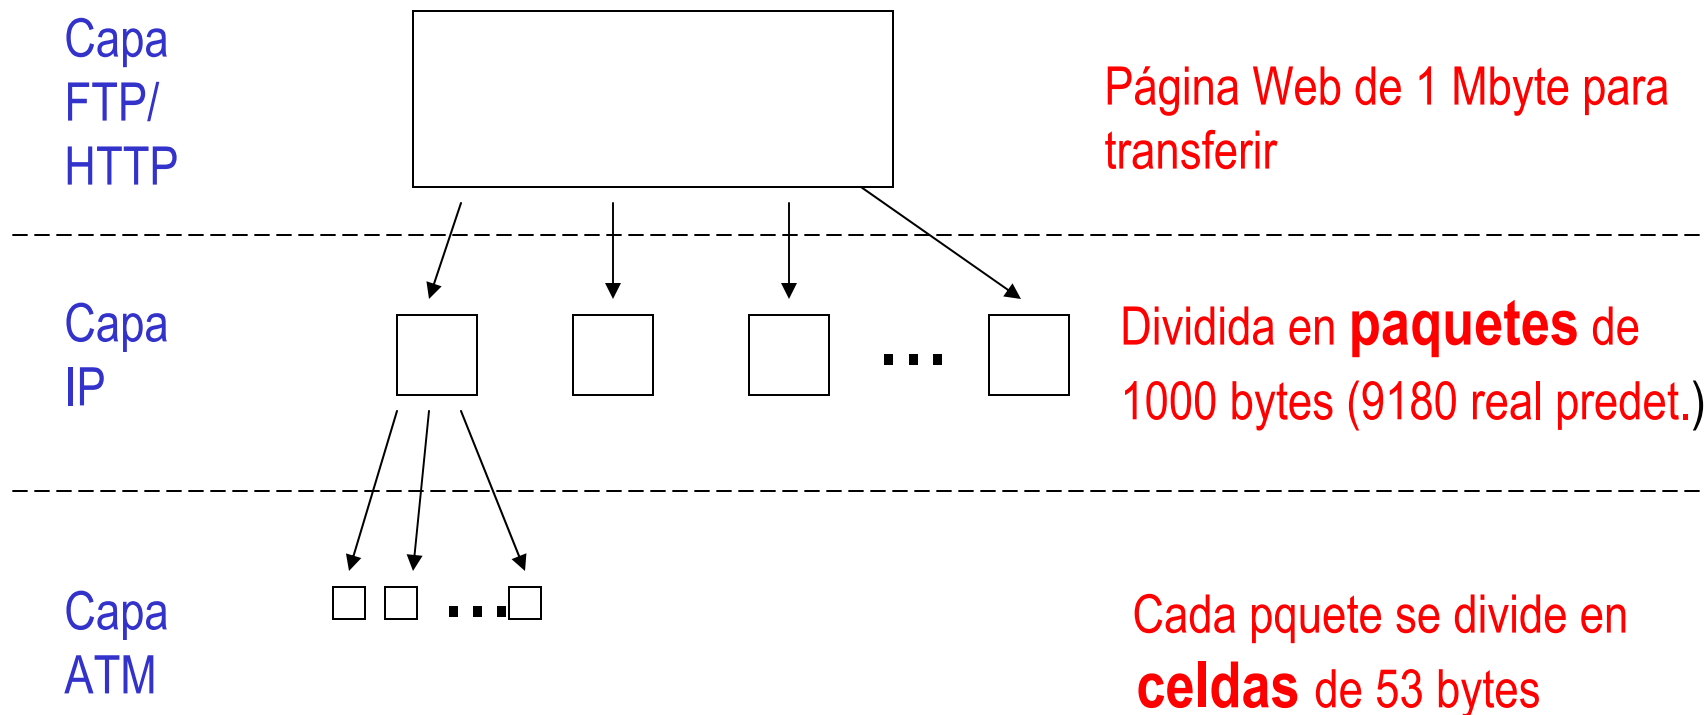 Capa
FTP/
HTTP
Página Web de 1 Mbyte para
transferir
Capa
IP
Dividida en paquetes de
1000 bytes (9180 real predet.)
Capa
ATM
Cada pquete se divide en
celdas de 53 bytes